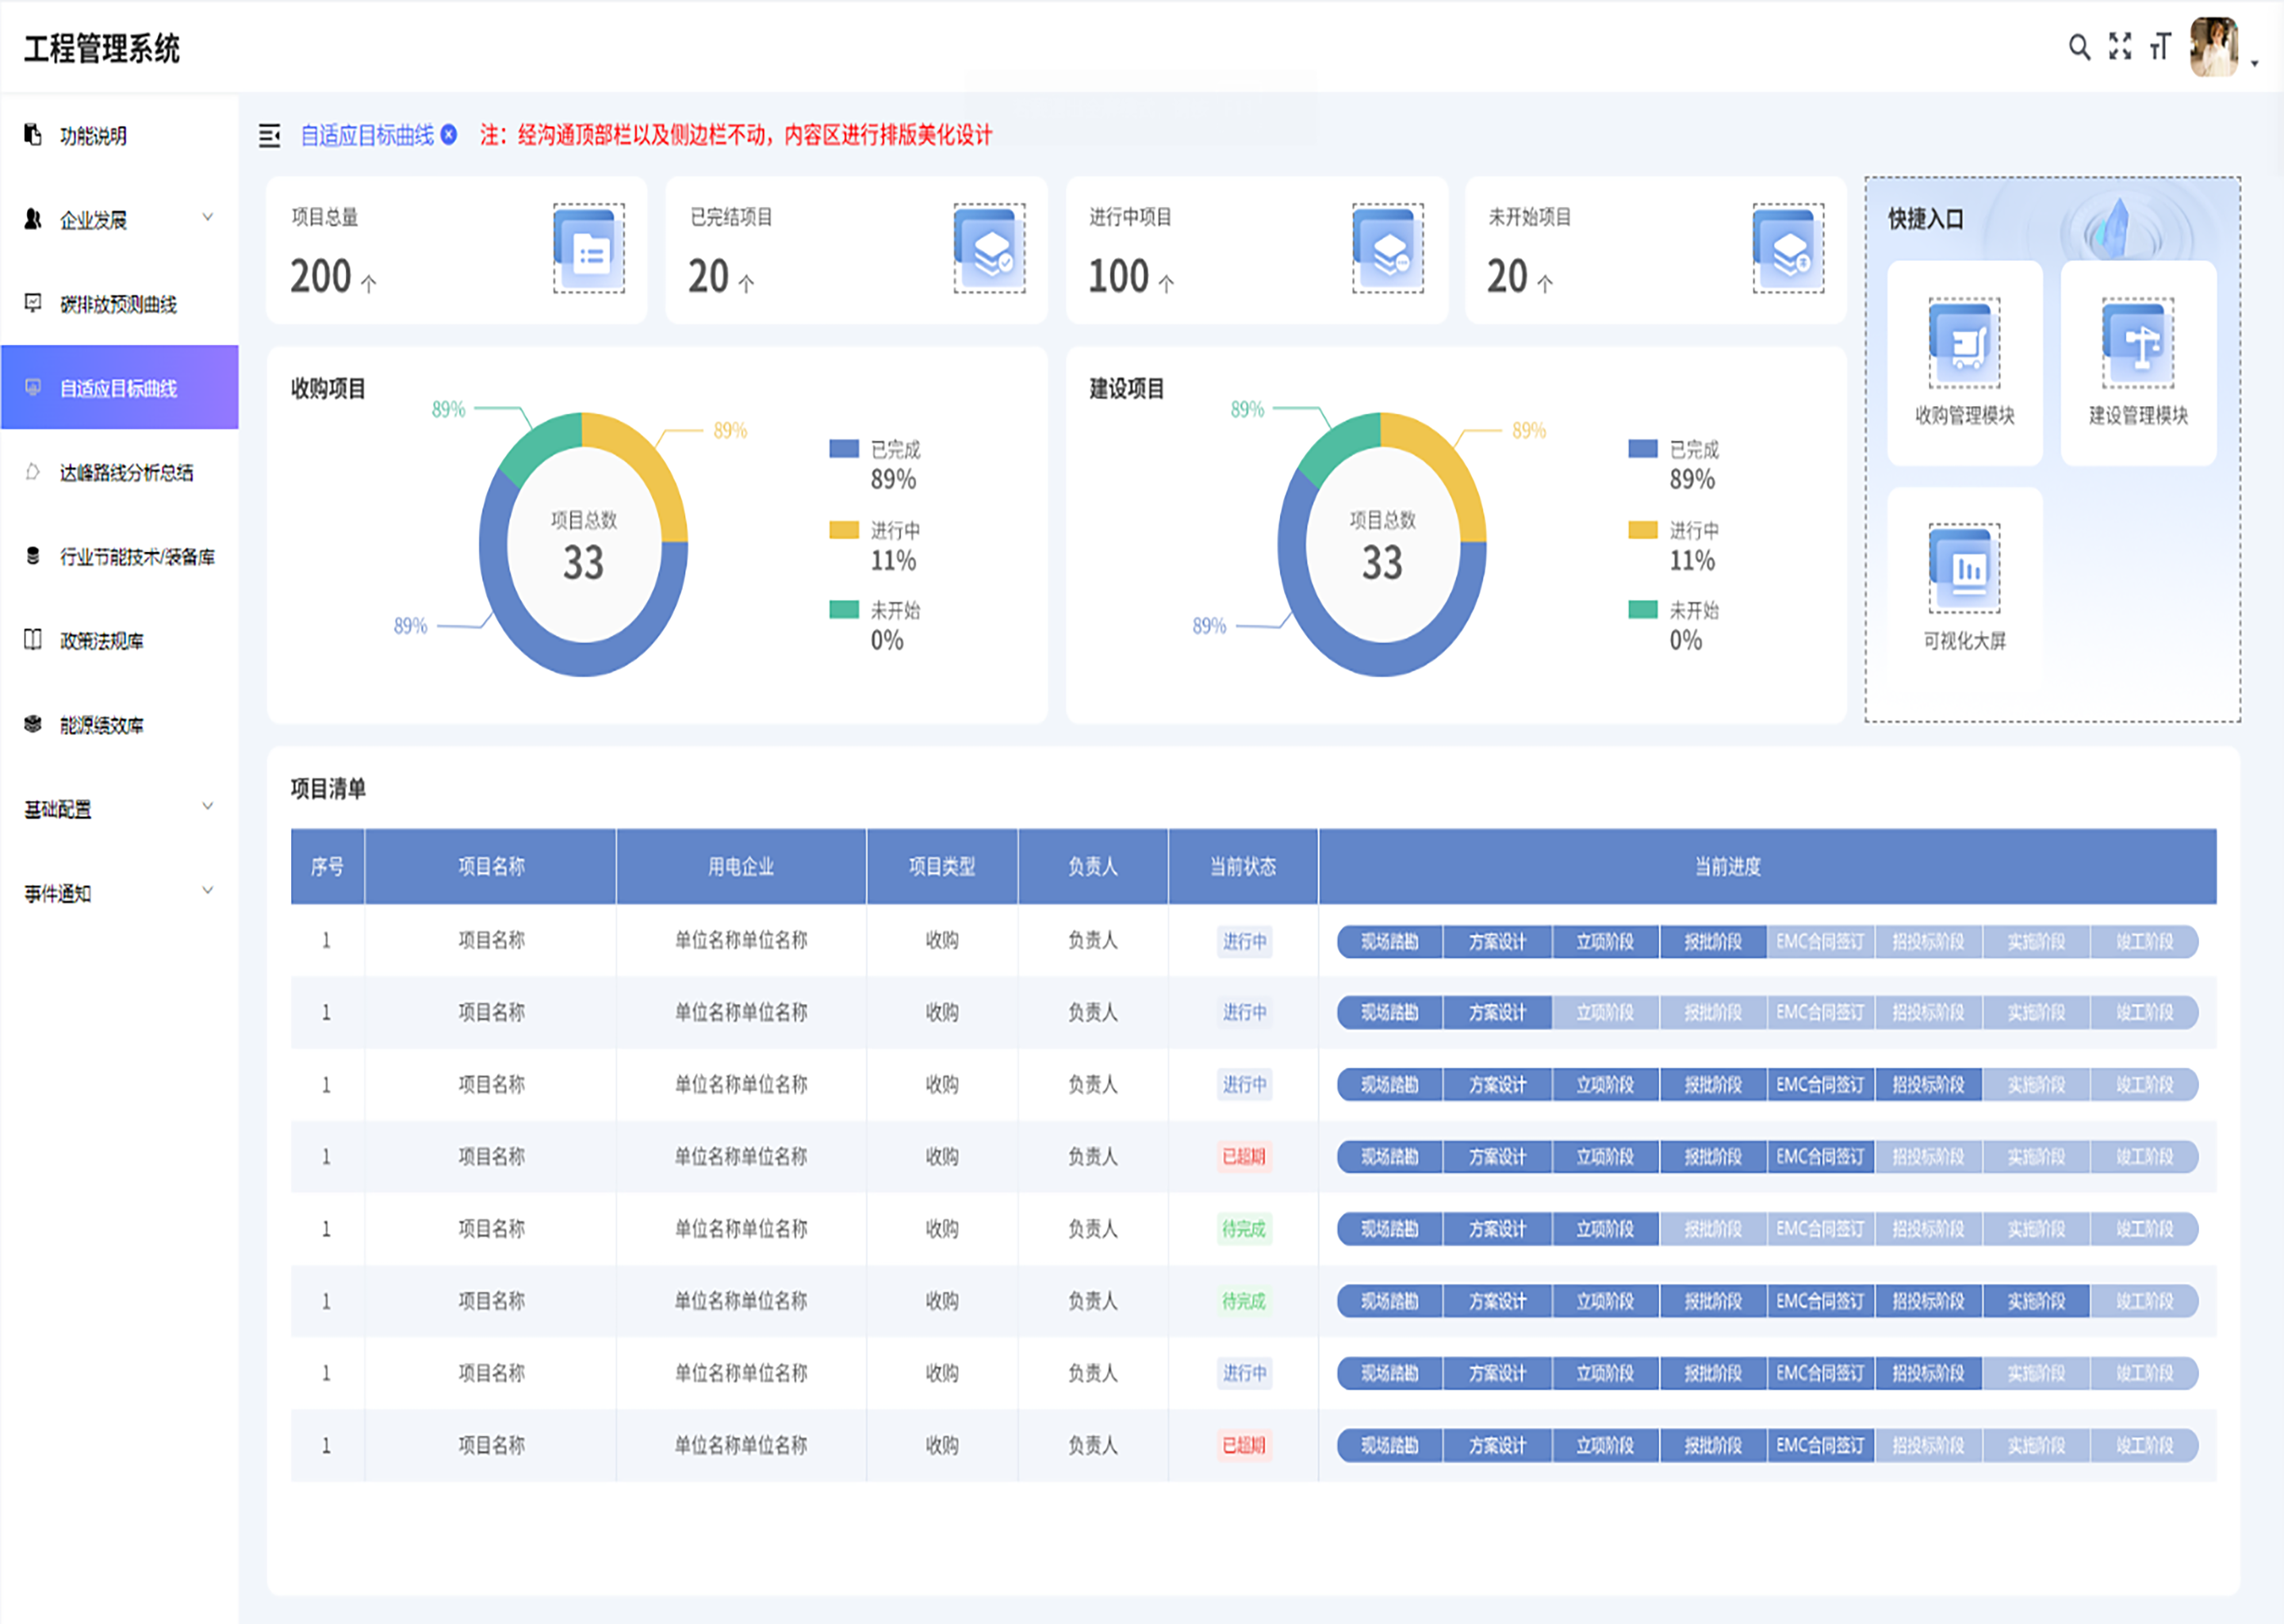 工程管理系统
功能说明
企业发展
碳排放预测曲线
自适应目标曲线
达峰路线分析总结
行业节能技术/装备库
政策法规库
能源绩效库
基础配置
事件通知
自适应目标曲线 注：经沟通顶部栏以及侧边栏不动，内容区进行排版美化设计
项目总量
200 个
已完结项目
20 个
进行中项目
100 个
未开始项目
20 个
快捷入口
收购管理模块
建设管理模块
可视化大屏
收购项目
89%
89%
89%
项目总数
33
已完成
89%
进行中
11%
未开始
0%
建设项目
89%
89%
89%
项目总数
33
已完成
89%
进行中
11%
未开始
0%
项目清单
序号 项目名称 用电企业 项目类型 负责人 当前状态 当前进度
1 项目名称 单位名称单位名称 收购 负责人 进行中 现场踏勘 方案设计 立项阶段 报批阶段 EMC合同签订 招投标阶段 实施阶段 竣工阶段
1 项目名称 单位名称单位名称 收购 负责人 进行中 现场踏勘 方案设计 立项阶段 报批阶段 EMC合同签订 招投标阶段 实施阶段 竣工阶段
1 项目名称 单位名称单位名称 收购 负责人 进行中 现场踏勘 方案设计 立项阶段 报批阶段 EMC合同签订 招投标阶段 实施阶段 竣工阶段
1 项目名称 单位名称单位名称 收购 负责人 已超期 现场踏勘 方案设计 立项阶段 报批阶段 EMC合同签订 招投标阶段 实施阶段 竣工阶段
1 项目名称 单位名称单位名称 收购 负责人 待完成 现场踏勘 方案设计 立项阶段 报批阶段 EMC合同签订 招投标阶段 实施阶段 竣工阶段
1 项目名称 单位名称单位名称 收购 负责人 待完成 现场踏勘 方案设计 立项阶段 报批阶段 EMC合同签订 招投标阶段 实施阶段 竣工阶段
1 项目名称 单位名称单位名称 收购 负责人 进行中 现场踏勘 方案设计 立项阶段 报批阶段 EMC合同签订 招投标阶段 实施阶段 竣工阶段
1 项目名称 单位名称单位名称 收购 负责人 已超期 现场踏勘 方案设计 立项阶段 报批阶段 EMC合同签订 招投标阶段 实施阶段 竣工阶段